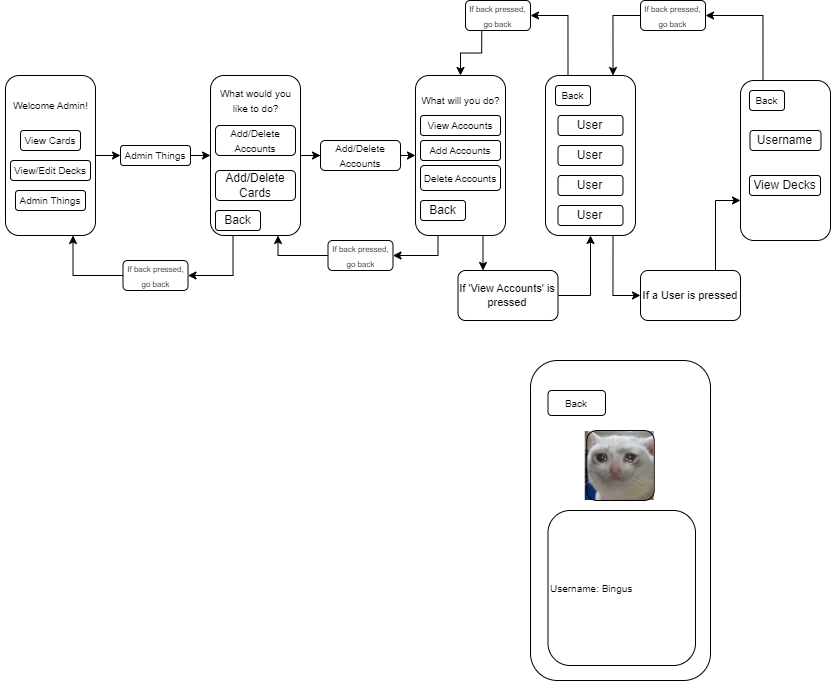 If back pressed,
go back
If back pressed,
go back
Welcome Admin!
View Cards
View/Edit Decks
Admin Things
Admin Things
What would you
like to do?
Add/Delete
Accounts
Add/Delete
Cards
Back
Add/Delete
Accounts
What will you do?
View Accounts
Add Accounts
Delete Accounts
Back
Back
User
User
User
User
Back
Username
View Decks
If back pressed,
go back
If back pressed,
go back
If 'View Accounts' is
pressed
If a User is pressed
Back
Username: Bingus